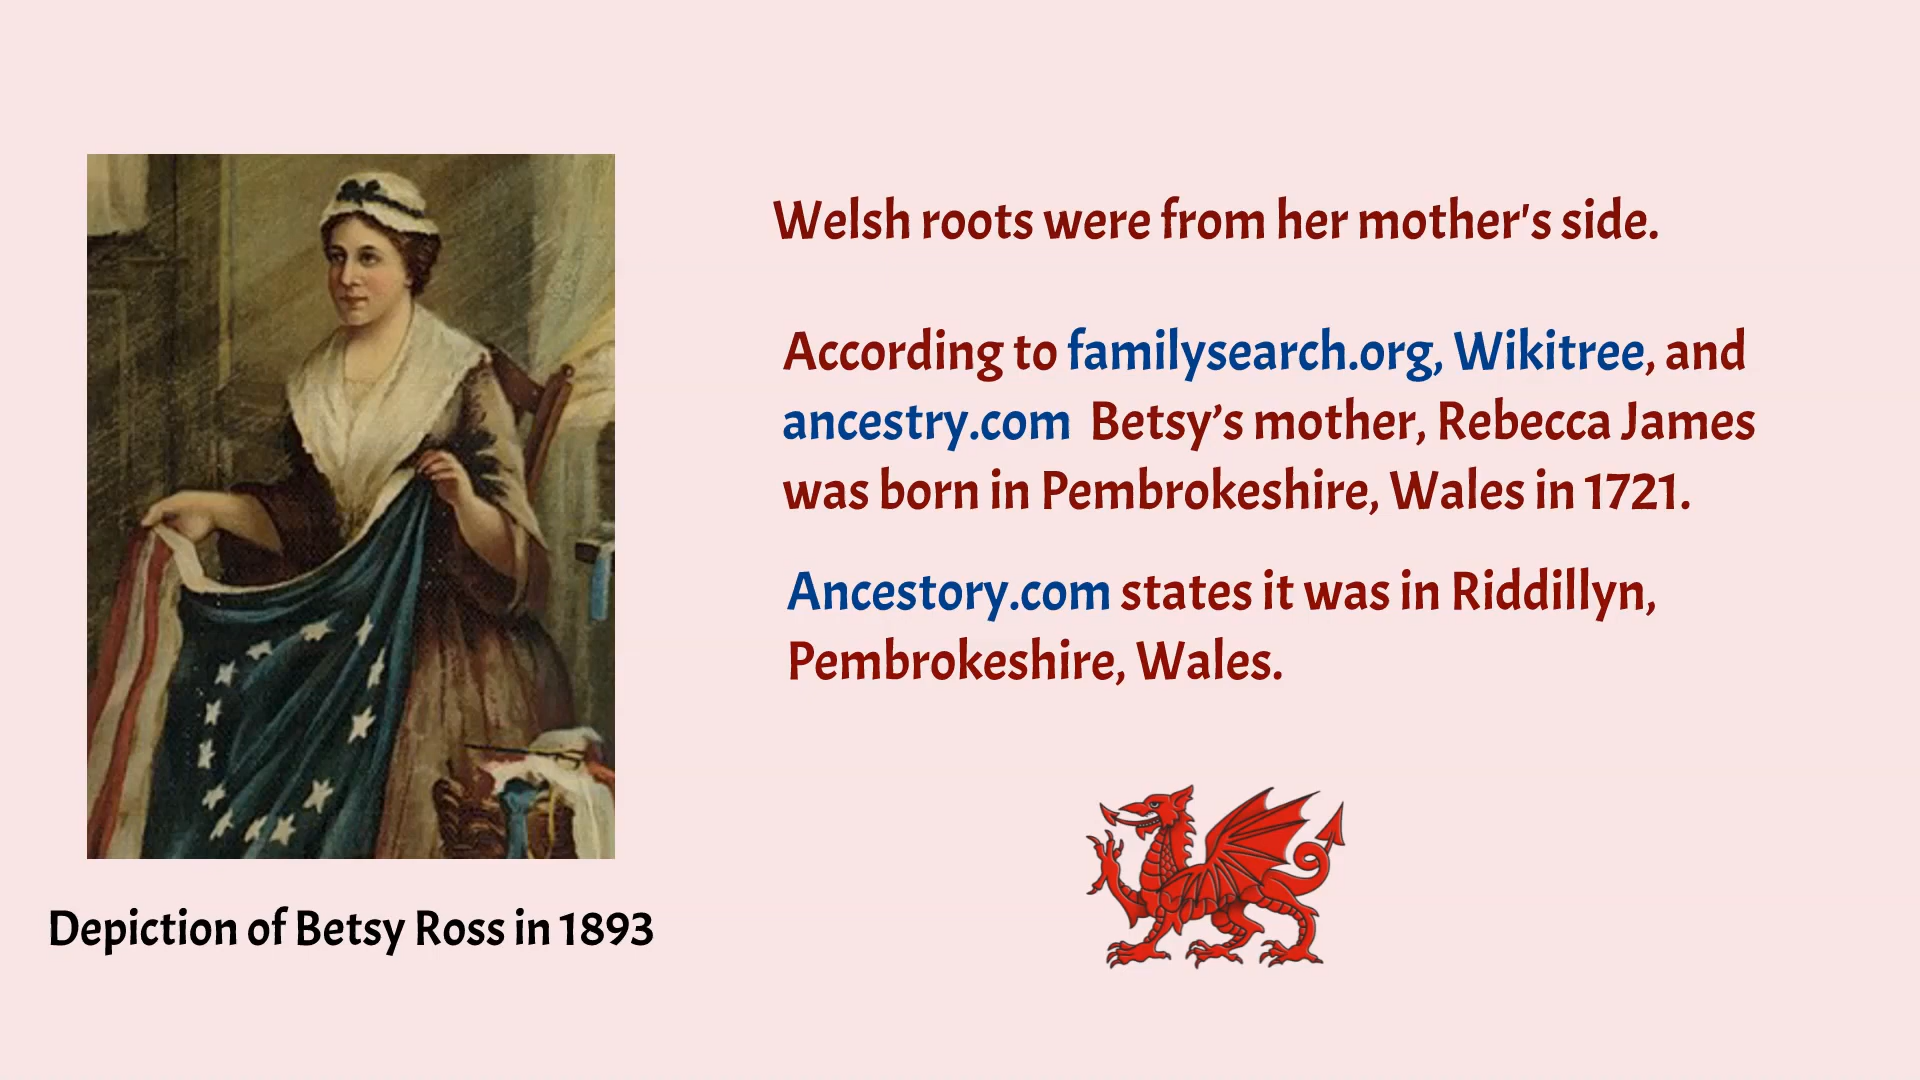 Welsh roots were from her mother's side.
According to familysearch.org, Wikitree, and
ancestry.com Betsy’s mother, Rebecca James
was born in Pembrokeshire, Wales in 1721.
Ancestory.com states it was in Riddillyn,
Pembrokeshire, Wales.
Depiction of Betsy Ross in 1893